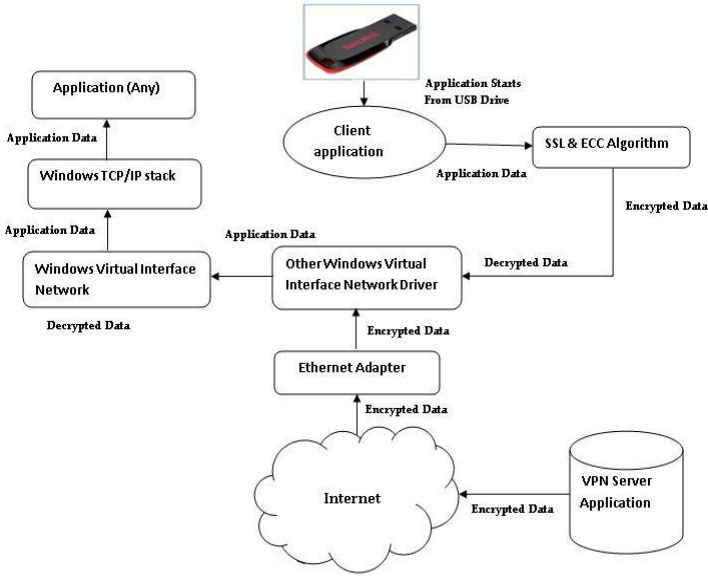 SanDisk
Application Starts
From USB Drive
Application (Any)
Client
application
SSL & ECC Algorithm
Application Data
Application Data
Windows TCP/IP stack
Encrypted Data
Application Data
Application Data
Windows Virtual Interface
Network
Other Windows Virtual
Interface Network Driver
Decrypted Data
Decrypted Data
Encrypted Data
Ethernet Adapter
Encrypted Data
Internet
VPN Server
Application
Encrypted Data